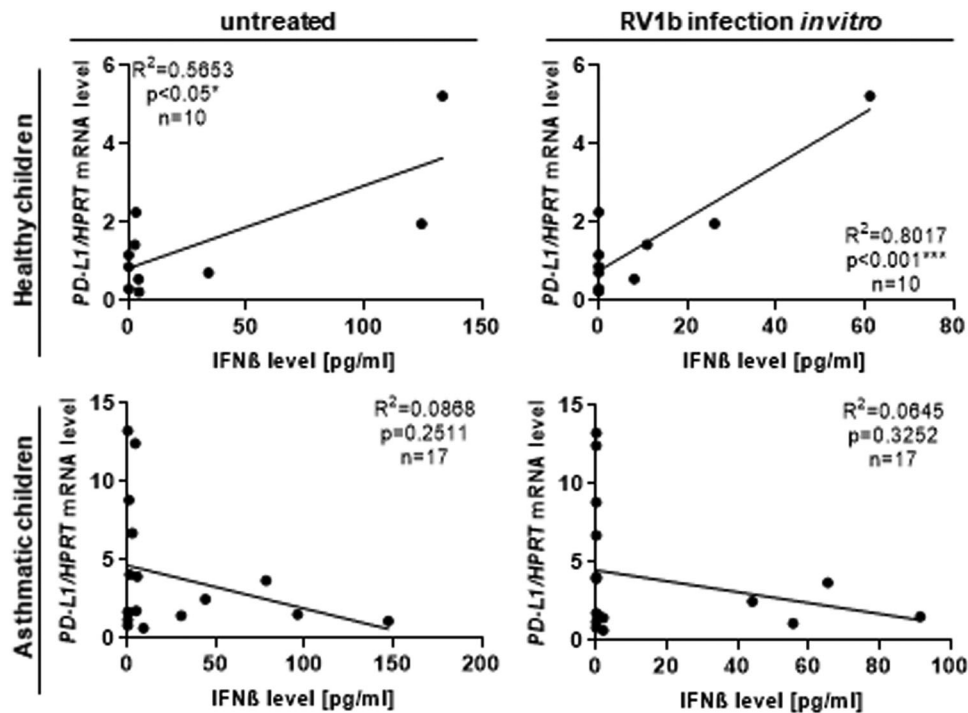 untreated
RV1b infection invitro
Healthy children
PD-L1/HPRT mRNA level
6
4
2
0
R²=0.5653
p<0.05*
n=10
0 50 100 150
IFNß level [pg/ml]
PD-L1/HPRT mRNA level
6
4
2
0
R²=0.8017
p<0.001***
n=10
0 20 40 60 80
IFNß level [pg/ml]
Asthmatic children
PD-L1/HPRT mRNA level
15
10
5
0
R²=0.0868
p=0.2511
n=17
0 50 100 150 200
IFNß level [pg/ml]
PD-L1/HPRT mRNA level
15
10
5
0
R²=0.0645
p=0.3252
n=17
0 20 40 60 80 100
IFNß level [pg/ml]